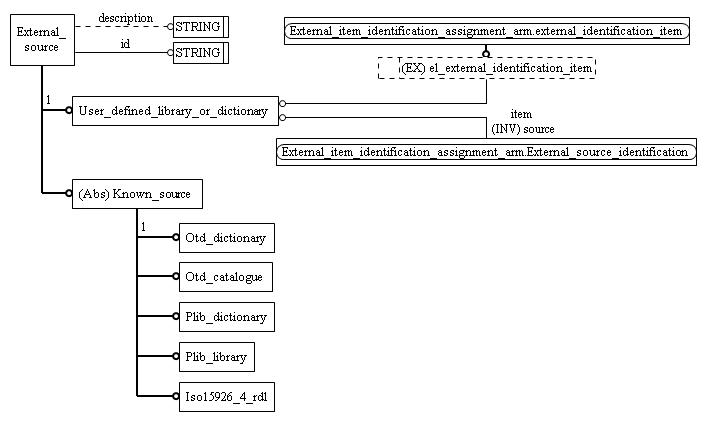 description
STRING
External_
source
id
STRING
External_item_identification_assignment_arm.external_identification_item
(EX) el_external_identification_item
1
User_defined_library_or_dictionary
item
(INV) source
External_item_identification_assignment_arm.External_source_identification
(Abs) Known_source
1
Otd_dictionary
Otd_catalogue
Plib_dictionary
Plib_library
Iso15926_4_rdl